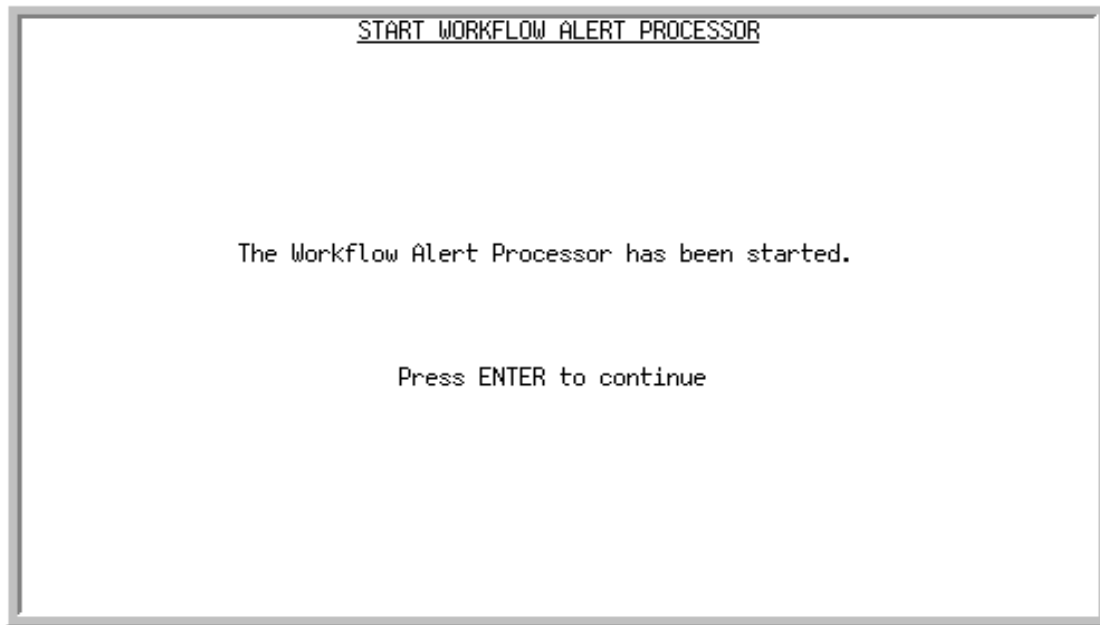 START WORKFLOW ALERT PROCESSOR
The Workflow Alert Processor has been started.
Press ENTER to continue